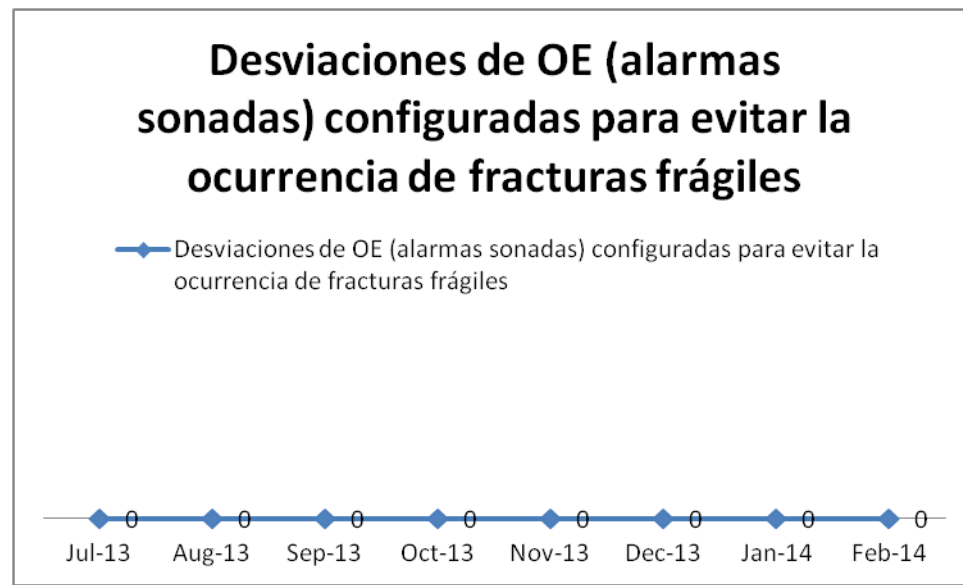 Desviaciones de OE (alarmas
sonadas) configuradas para evitar la
ocurrencia de fracturas frágiles
Desviaciones de OE (alarmas sonadas) configuradas para evitar la
ocurrencia de fracturas frágiles
0 0 0 0 0 0 0 0
Jul-13 Aug-13 Sep-13 Oct-13 Nov-13 Dec-13 Jan-14 Feb-14